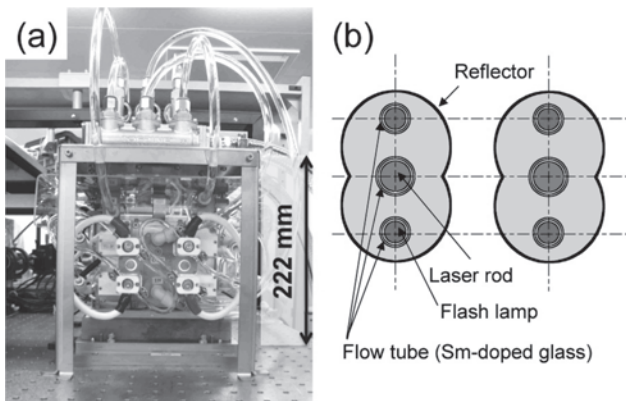 (a)
222 mm
(b)
Reflector
Laser rod
Flash lamp
Flow tube (Sm-doped glass)